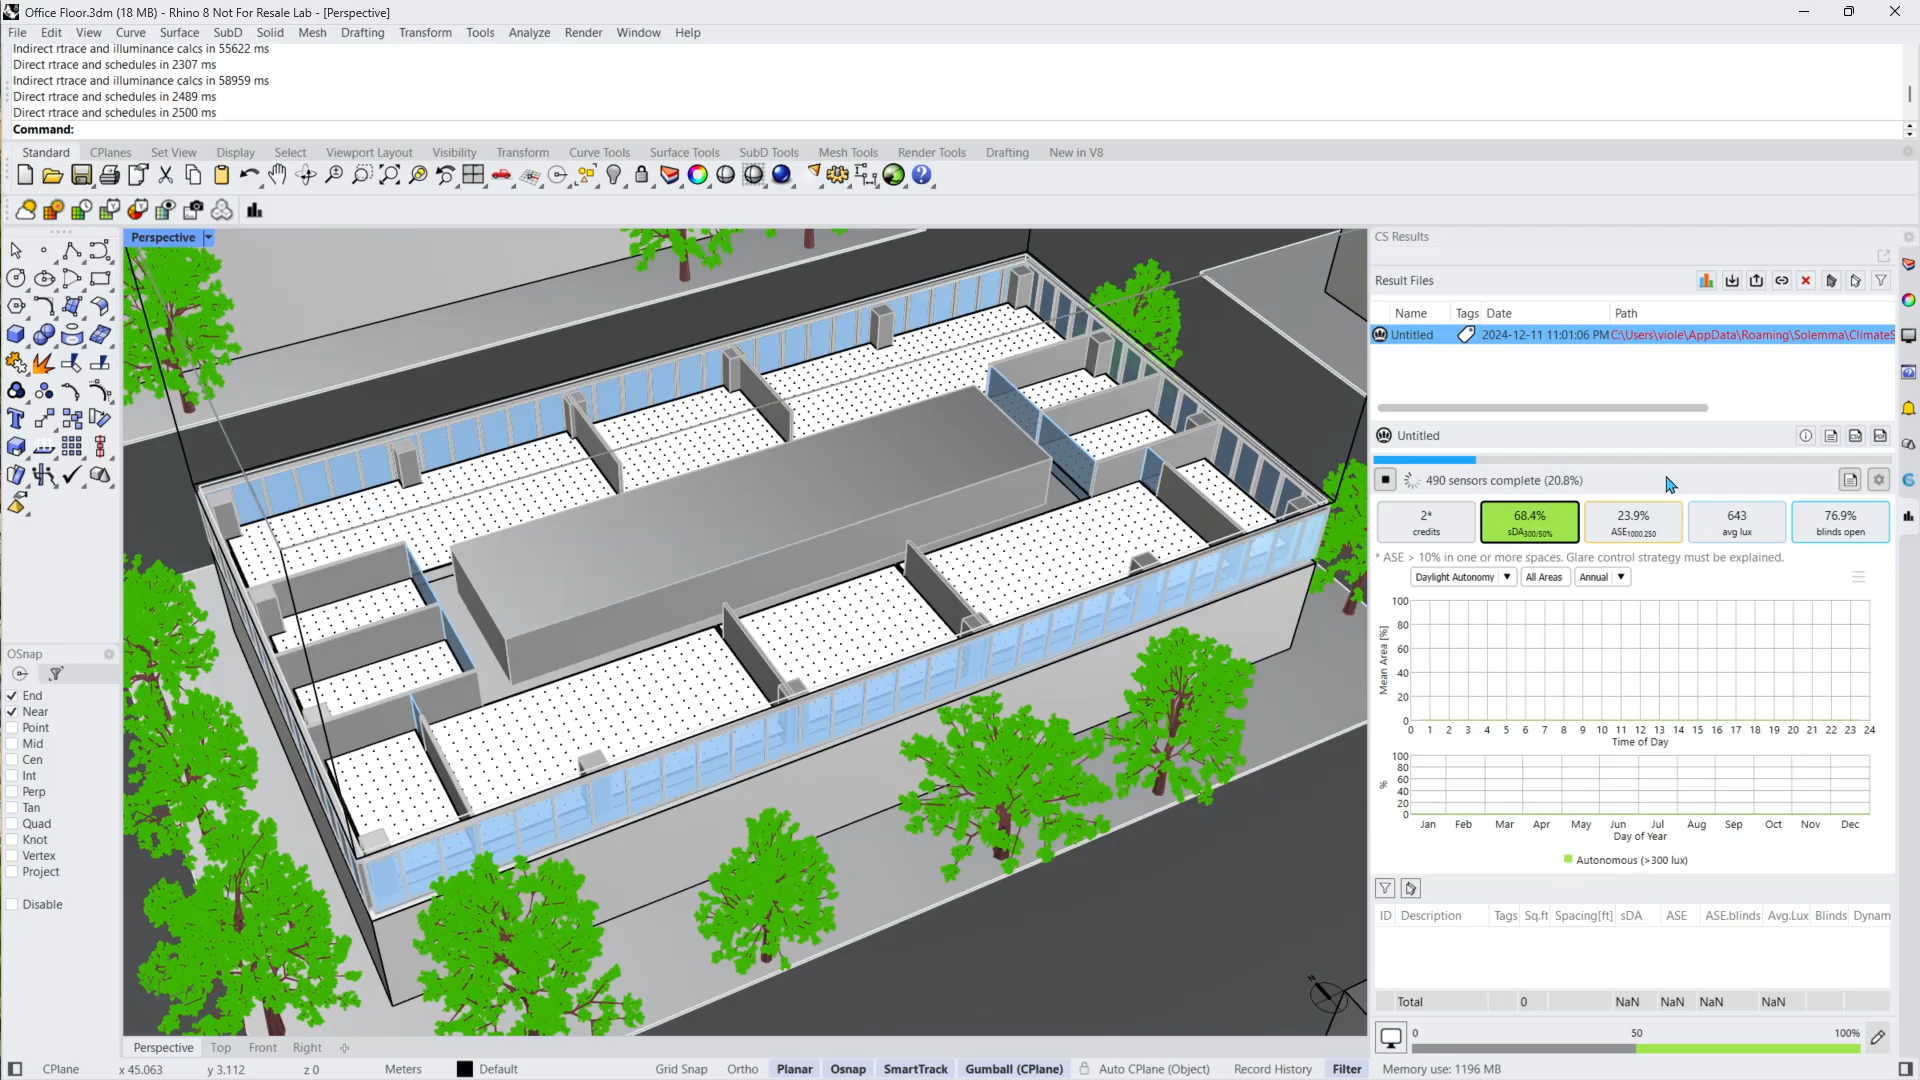 Office Floor.3dm (18 MB) - Rhino 8 Not For Resale Lab - [Perspective]
File Edit View Curve Surface SubD Solid Mesh Drafting Transform Tools Analyze Render Window Help
Indirect rtrace and illuminance calcs in 55622 ms
Direct rtrace and schedules in 2307 ms
Indirect rtrace and illuminance calcs in 58959 ms
Direct rtrace and schedules in 2489 ms
Direct rtrace and schedules in 2500 ms
Command:
Standard CPlanes Set View Display Select Viewport Layout Visibility Transform Curve Tools Surface Tools SubD Tools Mesh Tools Render Tools Drafting New in V8
Perspective
OSnap
End
Near
Point
Mid
Cen
Int
Perp
Tan
Quad
Knot
Vertex
Project
Disable
CS Results
Result Files
Name Tags Date Path
Untitled 2024-12-11 11:01:06 PM C:\Users\viole\AppData\Roaming\Solemma\ClimateS
Untitled
490 sensors complete (20.8%)
2* 68.4% 23.9% 643 76.9%
credits sDA300/50% ASE1000,250 avg lux blinds open
* ASE > 10% in one or more spaces. Glare control strategy must be explained.
Daylight Autonomy All Areas Annual
Mean Area [%]
100
80
60
40
20
0
0 1 2 3 4 5 6 7 8 9 10 11 12 13 14 15 16 17 18 19 20 21 22 23 24
Time of Day
%
100
80
60
40
20
0
Jan Feb Mar Apr May Jun Jul Aug Sep Oct Nov Dec
Day of Year
Autonomous (>300 lux)
ID Description Tags Sq.ft Spacing[ft] sDA ASE ASE.blinds Avg.Lux Blinds Dynam
Total 0 NaN NaN NaN NaN
0 50 100%
Perspective Top Front Right
CPlane x 45.063 y 3.112 z 0 Meters Default Grid Snap Ortho Planar Osnap SmartTrack Gumball (CPlane) Auto CPlane (Object) Record History Filter Memory use: 1196 MB